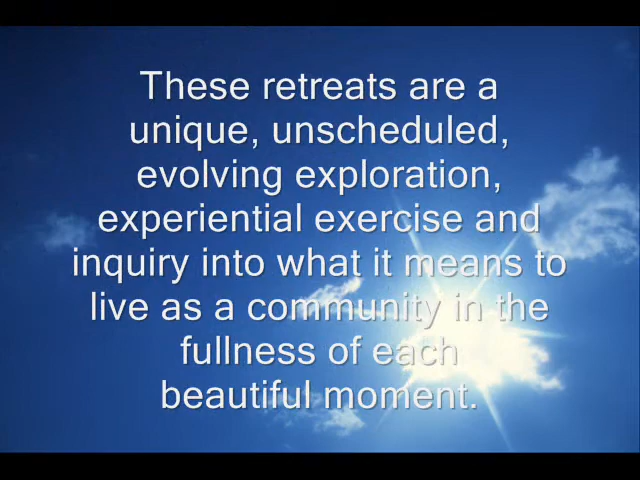 These retreats are a
unique, unscheduled,
evolving exploration,
experiential exercise and
inquiry into what it means to
live as a community in the
fullness of each
beautiful moment.